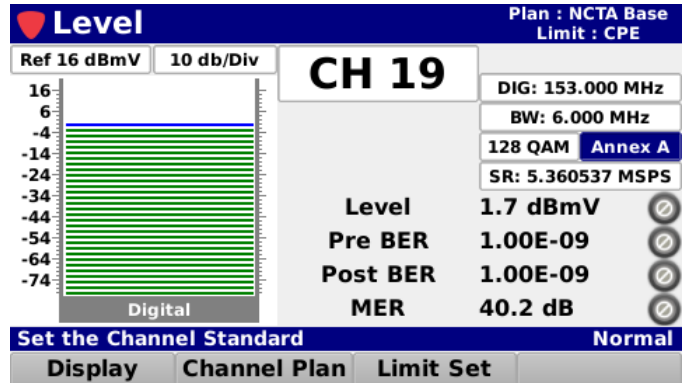 Level
Plan : NCTA Base
Limit : CPE
Ref 16 dBmV
10 db/Div
16
6
-4
-14
-24
-34
-44
-54
-64
-74
Digital
CH 19
DIG: 153.000 MHz
BW: 6.000 MHz
128 QAM Annex A
SR: 5.360537 MSPS
Level 1.7 dBmV
Pre BER 1.00E-09
Post BER 1.00E-09
MER 40.2 dB
Set the Channel Standard Normal
Display Channel Plan Limit Set